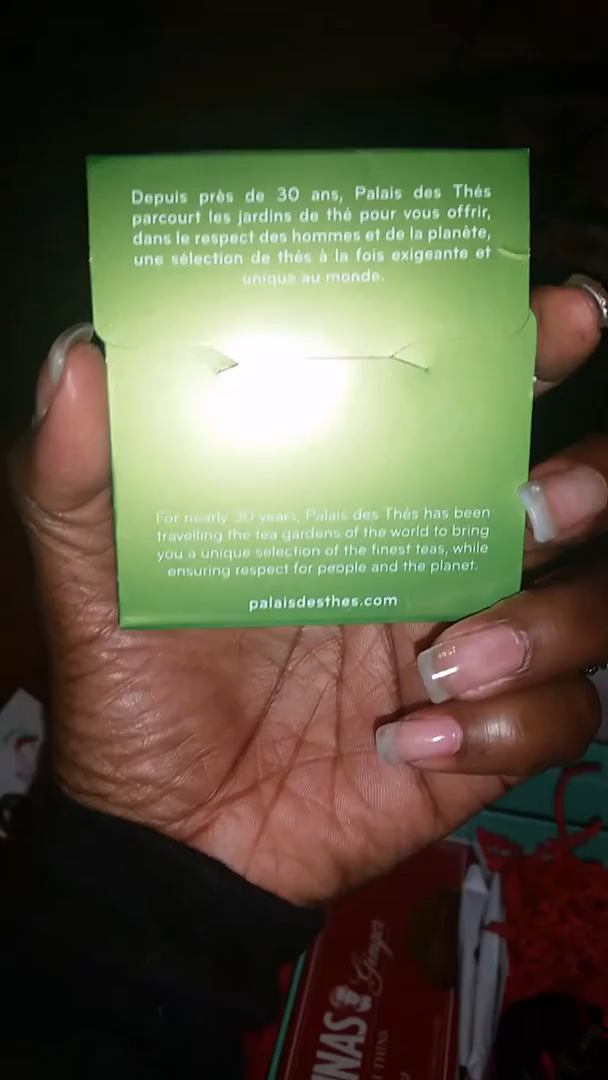 Depuis près de 30 ans, Palais des Thés
parcourt les jardins de thé pour vous offrir,
dans le respect des hommes et de la planète,
une sélection de thés à la fois exigeante et
unique au monde.
For nearly 30 years, Palais des Thés has been
travelling the tea gardens of the world to bring
you a unique selection of the finest teas, while
ensuring respect for people and the planet.
palaisdesthes.com
NAS
Ginger
THINS